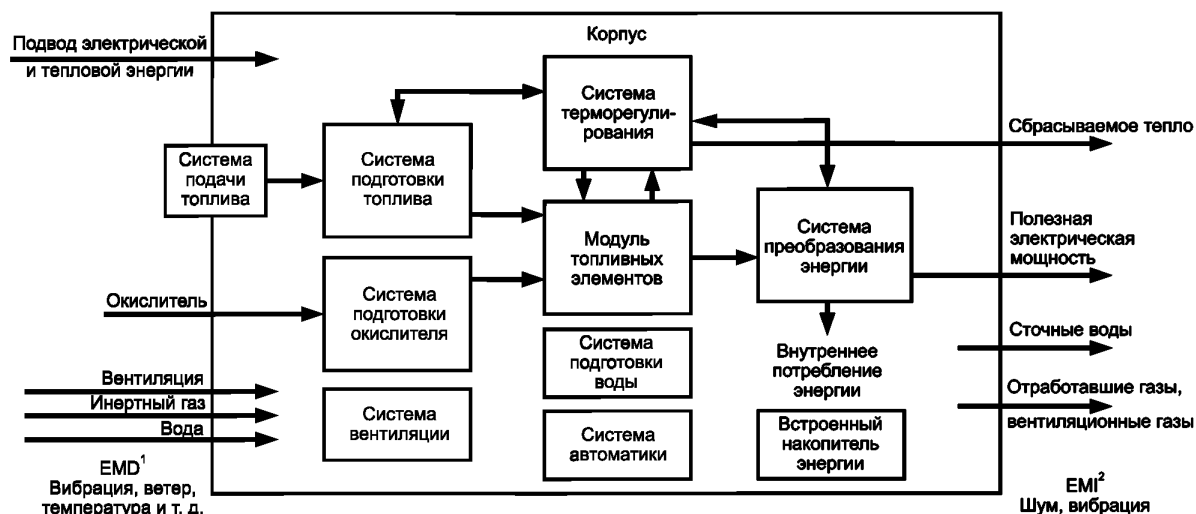 Корпус
Подвод электрической
и тепловой энергии
Система
подачи
топлива
Система
подготовки
топлива
Система
терморегули-
рования
Сбрасываемое тепло
Модуль
топливных
элементов
Система
преобразования
энергии
Полезная
электрическая
мощность
Окислитель
Система
подготовки
окислителя
Система
подготовки
воды
Внутреннее
потребление
энергии
Сточные воды
Вентиляция
Инертный газ
Вода
Система
вентиляции
Система
автоматики
Встроенный
накопитель
энергии
Отработавшие газы,
вентиляционные газы
EMD1
Вибрация, ветер,
температура и т. д.
EMI2
Шум, вибрация